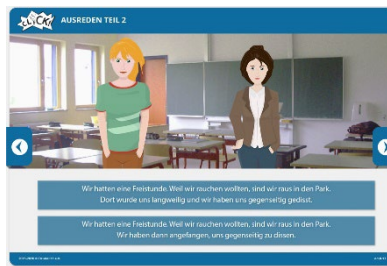 CLICK!
AUSREDEN TEIL 2
Wir hatten eine Freistunde. Weil wir rauchen wollten, sind wir raus in den Park.
Dort wurde uns langweilig und wir haben uns gegenseitig gedisst.
Wir hatten eine Freistunde. Weil wir rauchen wollten, sind wir raus in den Park.
Wir haben dann angefangen, uns gegenseitig zu dissen.